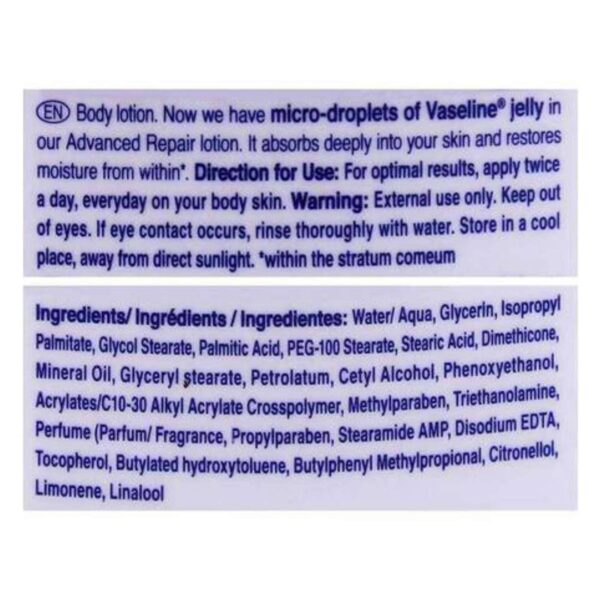 EN Body lotion. Now we have micro-droplets of Vaseline® jelly in
our Advanced Repair lotion. It absorbs deeply into your skin and restores
moisture from within*. Direction for Use: For optimal results, apply twice
a day, everyday on your body skin. Warning: External use only. Keep out
of eyes. If eye contact occurs, rinse thoroughly with water. Store in a cool
place, away from direct sunlight. *within the stratum corneum
Ingredients/ Ingrédients / Ingredientes: Water/ Aqua, Glycerin, Isopropyl
Palmitate, Glycol Stearate, Palmitic Acid, PEG-100 Stearate, Stearic Acid, Dimethicone,
Mineral Oil, Glyceryl stearate, Petrolatum, Cetyl Alcohol, Phenoxyethanol,
Acrylates/C10-30 Alkyl Acrylate Crosspolymer, Methylparaben, Triethanolamine,
Perfume (Parfum/ Fragrance, Propylparaben, Stearamide AMP, Disodium EDTA,
Tocopherol, Butylated hydroxytoluene, Butylphenyl Methylpropional, Citronellol,
Limonene, Linalool